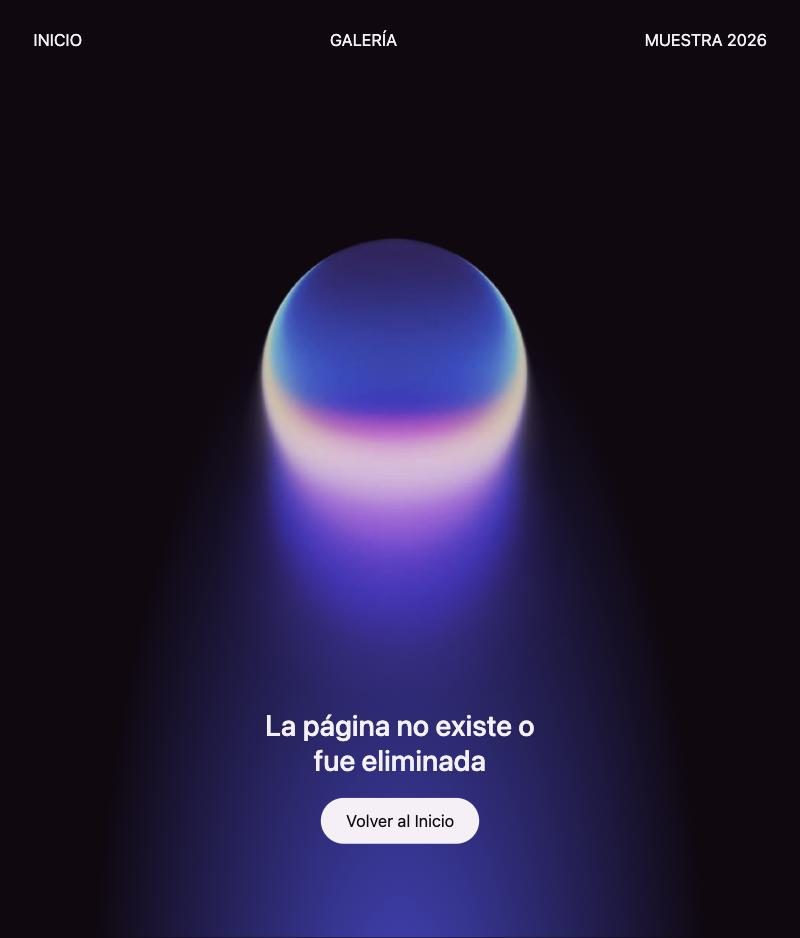 INICIO
GALERÍA
MUESTRA 2026
La página no existe o
fue eliminada
Volver al Inicio